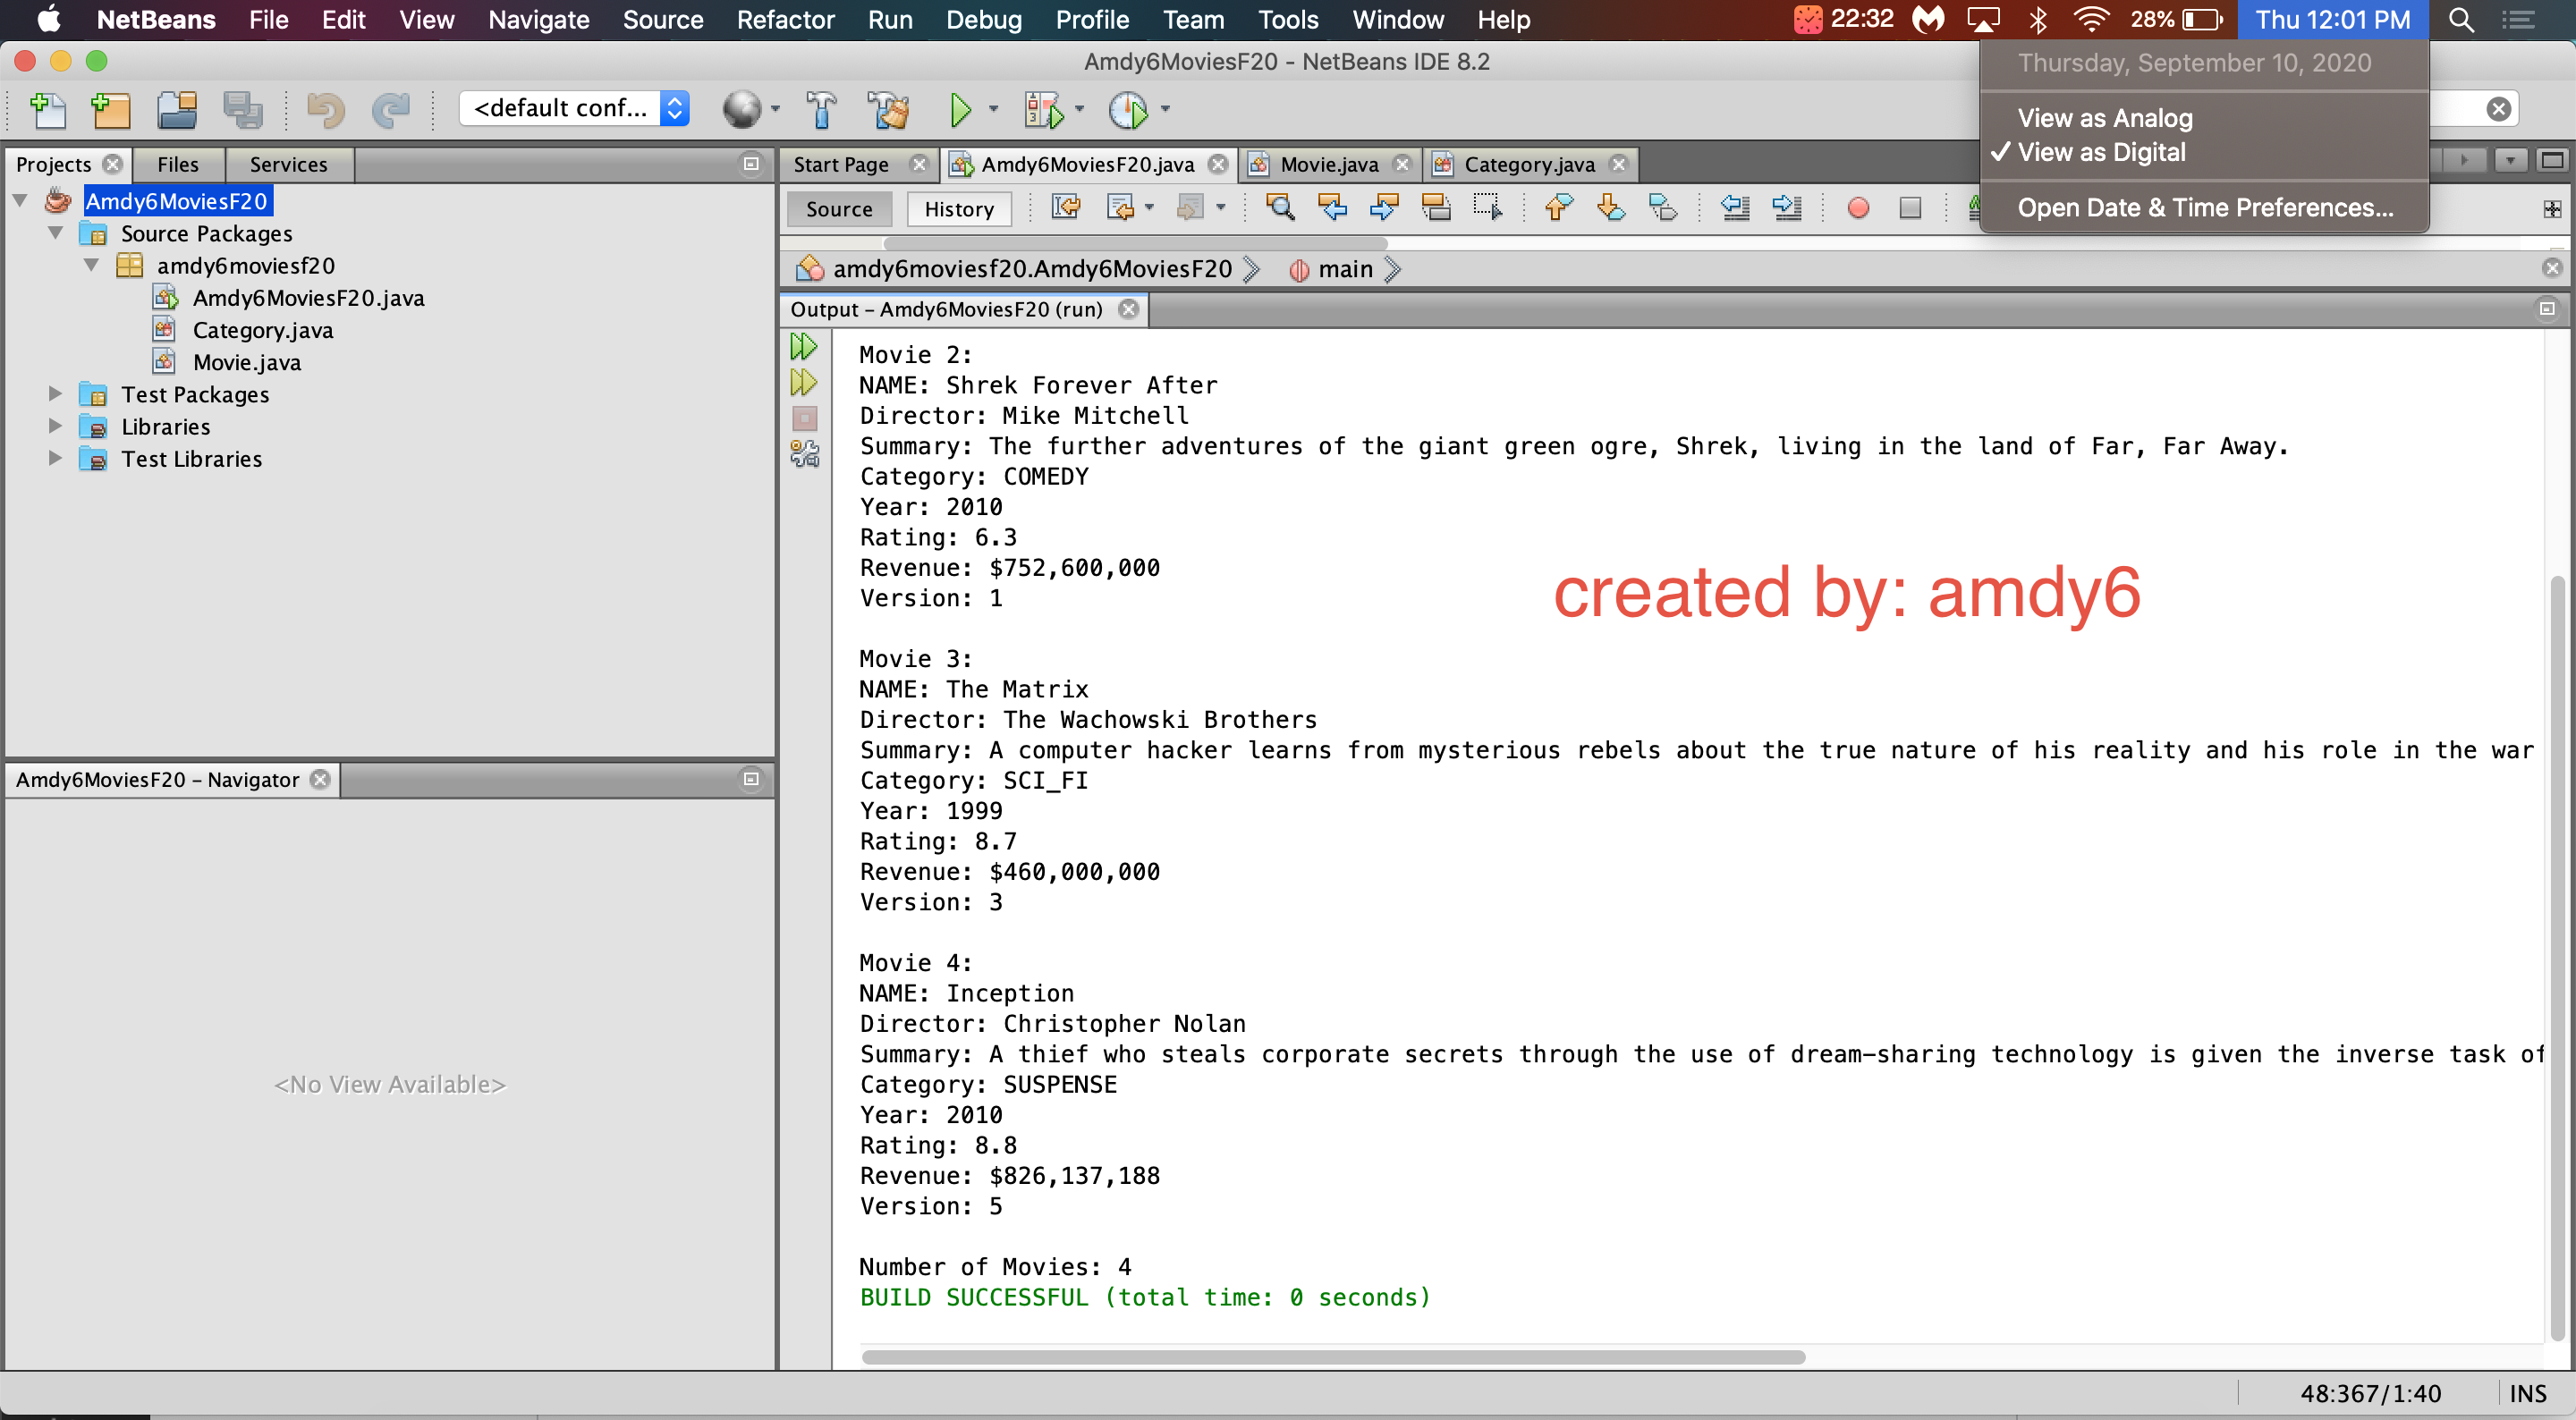 NetBeans File Edit View Navigate Source Refactor Run Debug Profile Team Tools Window Help 22:32 28% Thu 12:01 PM
Amdy6MoviesF20 - NetBeans IDE 8.2
Thursday, September 10, 2020
View as Analog
✓ View as Digital
Open Date & Time Preferences...
<default conf...
Projects Files Services
Amdy6MoviesF20
Source Packages
amdy6moviesf20
Amdy6MoviesF20.java
Category.java
Movie.java
Test Packages
Libraries
Test Libraries
Amdy6MoviesF20 - Navigator
<No View Available>
Start Page Amdy6MoviesF20.java Movie.java Category.java
Source History
amdy6moviesf20.Amdy6MoviesF20 main
Output - Amdy6MoviesF20 (run)
Movie 2:
NAME: Shrek Forever After
Director: Mike Mitchell
Summary: The further adventures of the giant green ogre, Shrek, living in the land of Far, Far Away.
Category: COMEDY
Year: 2010
Rating: 6.3
Revenue: $752,600,000
Version: 1
created by: amdy6
Movie 3:
NAME: The Matrix
Director: The Wachowski Brothers
Summary: A computer hacker learns from mysterious rebels about the true nature of his reality and his role in the war
Category: SCI_FI
Year: 1999
Rating: 8.7
Revenue: $460,000,000
Version: 3
Movie 4:
NAME: Inception
Director: Christopher Nolan
Summary: A thief who steals corporate secrets through the use of dream-sharing technology is given the inverse task of
Category: SUSPENSE
Year: 2010
Rating: 8.8
Revenue: $826,137,188
Version: 5
Number of Movies: 4
BUILD SUCCESSFUL (total time: 0 seconds)
48:367/1:40 INS